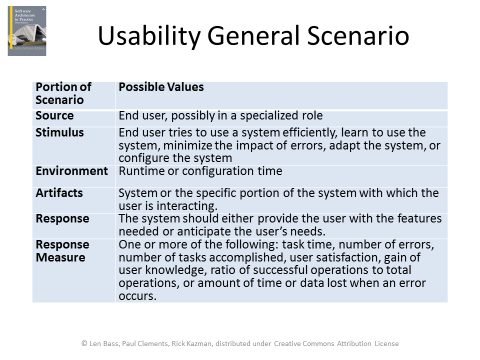 Usability General Scenario
Portion of Scenario
Possible Values
Source
End user, possibly in a specialized role
Stimulus
End user tries to use a system efficiently, learn to use the
system, minimize the impact of errors, adapt the system, or
configure the system
Environment
Runtime or configuration time
Artifacts
System or the specific portion of the system with which the
user is interacting.
Response
The system should either provide the user with the features
needed or anticipate the user's needs.
Response
Measure
One or more of the following: task time, number of errors,
number of tasks accomplished, user satisfaction, gain of
user knowledge, ratio of successful operations to total
operations, or amount of time or data lost when an error
occurs.
© Len Bass, Paul Clements, Rick Kazman, distributed under Creative Commons Attribution License